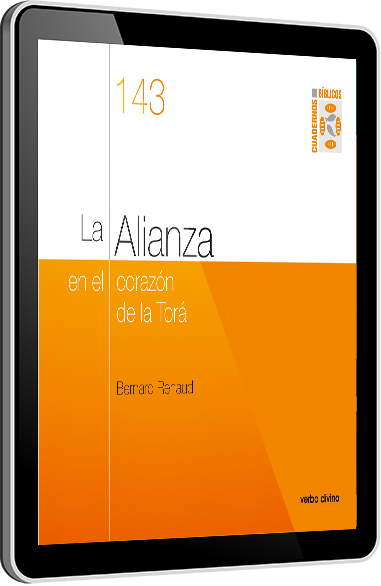 143
CUADERNOS
BÍBLICOS
La Alianza
en el corazón
de la Torá
Bernard Renaud
verbo divino